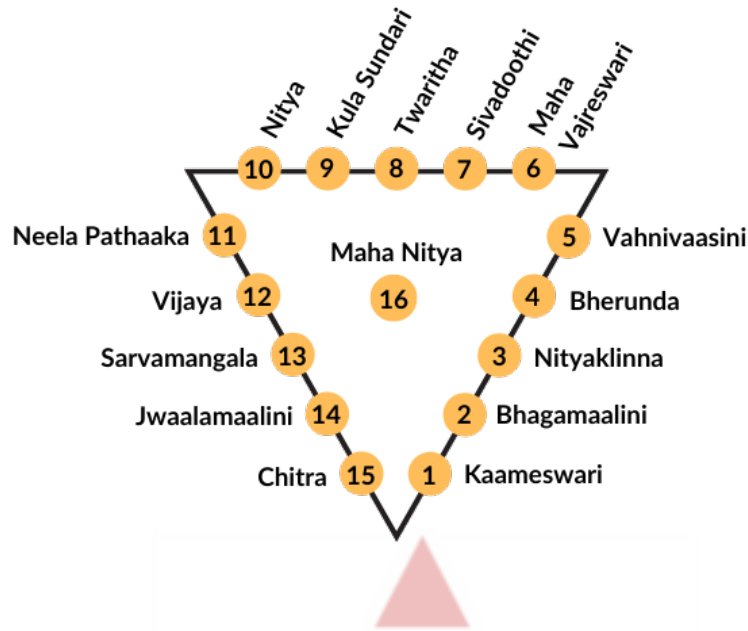 Nitya
Kula Sundari
Twaritha
Sivadoothi
Maha
Vajreswari
10 9 8 7 6
Neela Pathaaka 11
5 Vahnivaasini
Maha Nitya
16
Vijaya 12
4 Bherunda
Sarvamangala 13
3 Nityaklinna
Jwaalamaalini 14
2 Bhagamaalini
Chitra 15
1 Kaameswari